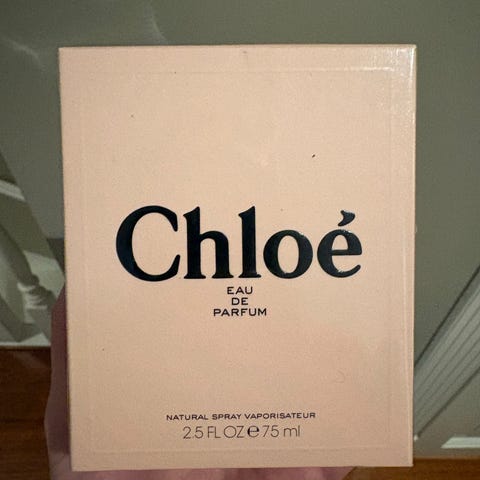 Chloé
EAU
DE
PARFUM
NATURAL SPRAY VAPORISATEUR
2.5 FL OZ ℮ 75 ml